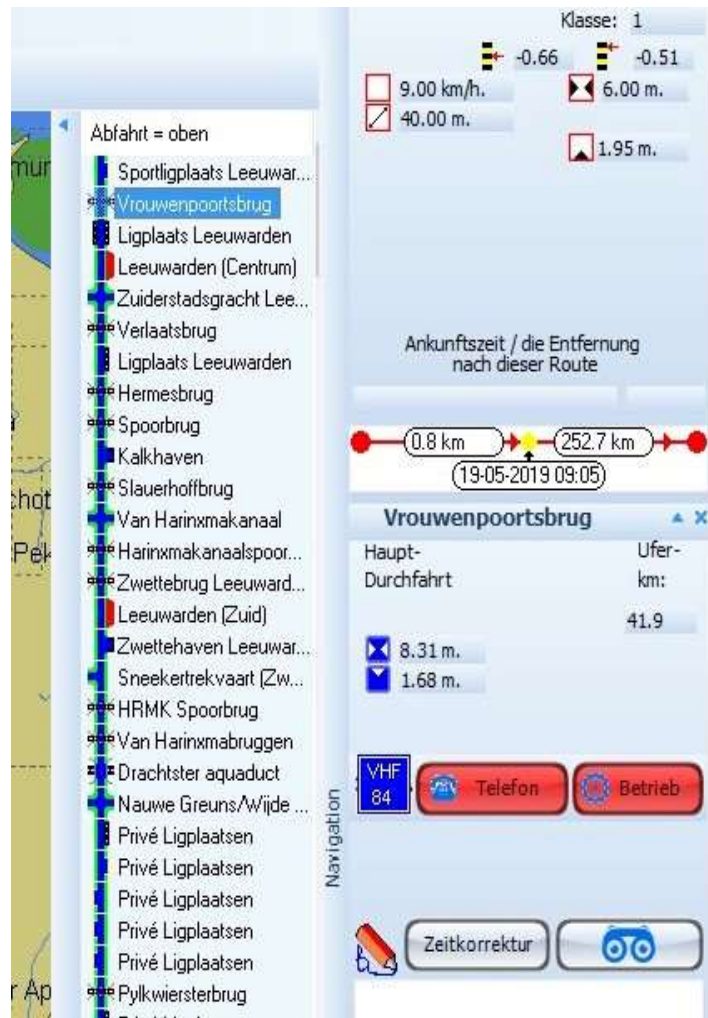 mur
chot
Pek
r Ap
Abfahrt = oben
Sportligplaats Leeuwar...
Vrouwenpoortsbrug
Ligplaats Leeuwarden
Leeuwarden (Centrum)
Zuiderstadsgracht Lee...
Verlaatsbrug
Ligplaats Leeuwarden
Hermesbrug
Spoorbrug
Kalkhaven
Slauerhoffbrug
Van Harinxmakanaal
Harinxmakanaalspoor...
Zwettebrug Leeuward...
Leeuwarden (Zuid)
Zwettehaven Leeuwar...
Sneekertrekvaart (Zw...
HRMK Spoorbrug
Van Harinxmabruggen
Drachtster aquaduct
Nauwe Greuns/Wijde ...
Privé Ligplaatsen
Privé Ligplaatsen
Privé Ligplaatsen
Privé Ligplaatsen
Privé Ligplaatsen
Pylkwiersterbrug
Navigation
Klasse: 1
-0.66 -0.51
9.00 km/h. 6.00 m.
40.00 m.
1.95 m.
Ankunftszeit / die Entfernung
nach dieser Route
0.8 km 252.7 km
(19-05-2019 09:05)
Vrouwenpoortsbrug
Haupt- Ufer-
Durchfahrt km:
41.9
8.31 m.
1.68 m.
VHF
84
Telefon Betrieb
Zeitkorrektur